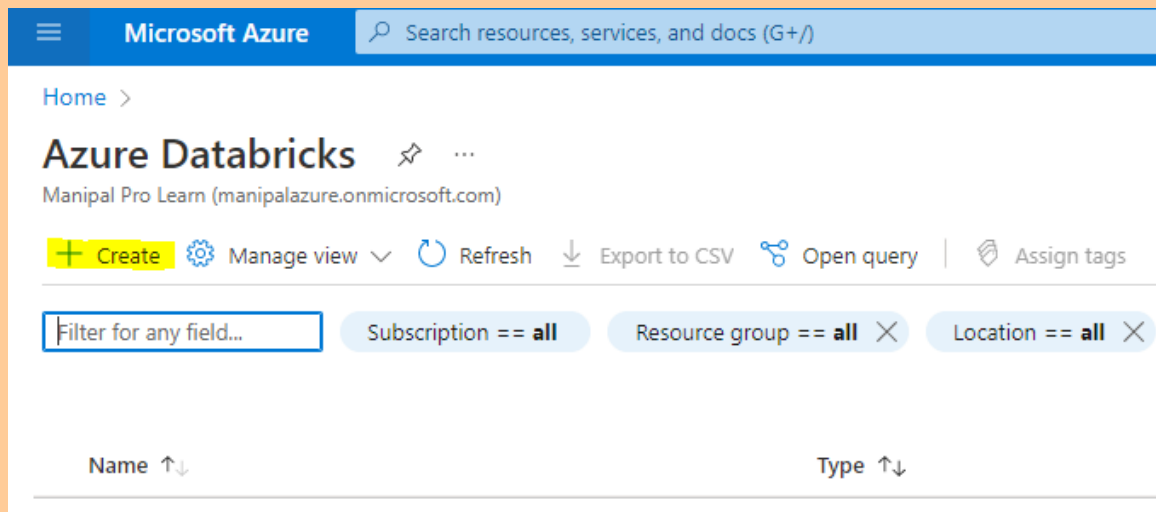 Microsoft Azure Search resources, services, and docs (G+/)
Home >
Azure Databricks ...
Manipal Pro Learn (manipalazure.onmicrosoft.com)
+ Create Manage view Refresh Export to CSV Open query Assign tags
Filter for any field... Subscription == all Resource group == all Location == all
Name Type